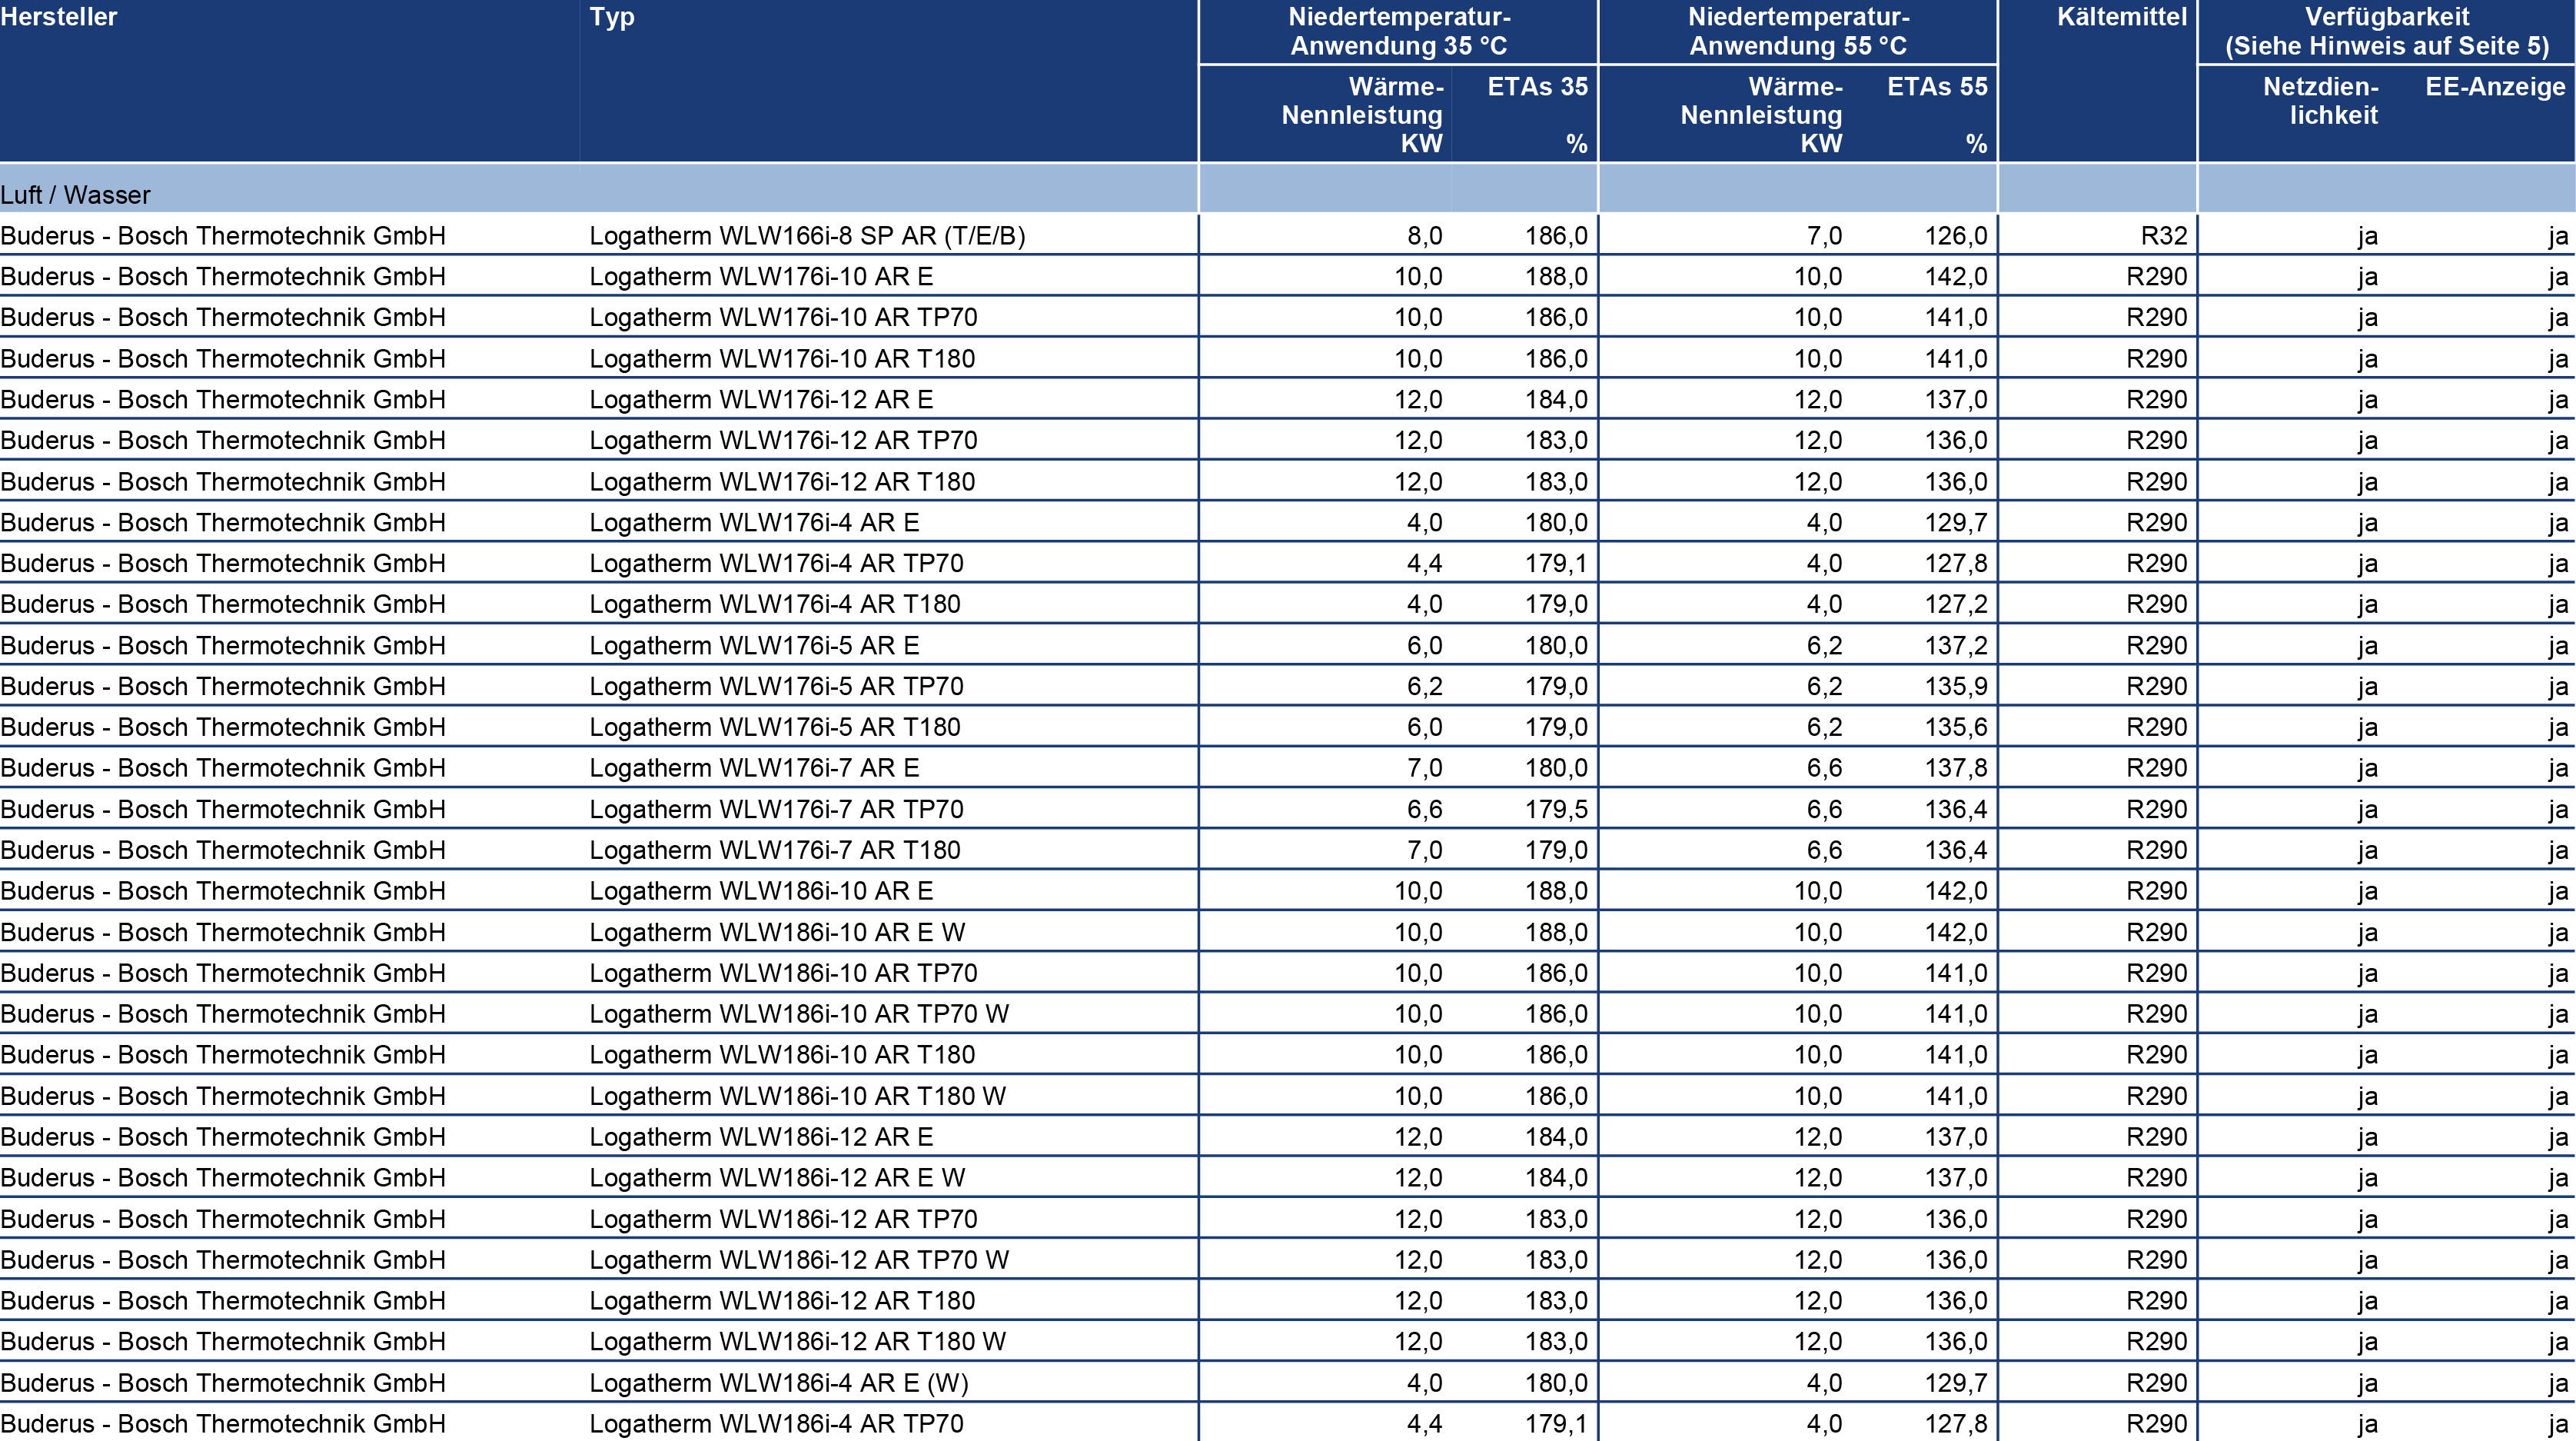 Hersteller Typ Niedertemperatur- Niedertemperatur- Kältemittel Verfügbarkeit
Anwendung 35 °C Anwendung 55 °C (Siehe Hinweis auf Seite 5)
Wärme- ETAs 35 Wärme- ETAs 55 Netzdien- EE-Anzeige
Nennleistung Nennleistung lichkeit
KW % KW %
Luft / Wasser
Buderus - Bosch Thermotechnik GmbH Logatherm WLW166i-8 SP AR (T/E/B) 8,0 186,0 7,0 126,0 R32 ja ja
Buderus - Bosch Thermotechnik GmbH Logatherm WLW176i-10 AR E 10,0 188,0 10,0 142,0 R290 ja ja
Buderus - Bosch Thermotechnik GmbH Logatherm WLW176i-10 AR TP70 10,0 186,0 10,0 141,0 R290 ja ja
Buderus - Bosch Thermotechnik GmbH Logatherm WLW176i-10 AR T180 10,0 186,0 10,0 141,0 R290 ja ja
Buderus - Bosch Thermotechnik GmbH Logatherm WLW176i-12 AR E 12,0 184,0 12,0 137,0 R290 ja ja
Buderus - Bosch Thermotechnik GmbH Logatherm WLW176i-12 AR TP70 12,0 183,0 12,0 136,0 R290 ja ja
Buderus - Bosch Thermotechnik GmbH Logatherm WLW176i-12 AR T180 12,0 183,0 12,0 136,0 R290 ja ja
Buderus - Bosch Thermotechnik GmbH Logatherm WLW176i-4 AR E 4,0 180,0 4,0 129,7 R290 ja ja
Buderus - Bosch Thermotechnik GmbH Logatherm WLW176i-4 AR TP70 4,4 179,1 4,0 127,8 R290 ja ja
Buderus - Bosch Thermotechnik GmbH Logatherm WLW176i-4 AR T180 4,0 179,0 4,0 127,2 R290 ja ja
Buderus - Bosch Thermotechnik GmbH Logatherm WLW176i-5 AR E 6,0 180,0 6,2 137,2 R290 ja ja
Buderus - Bosch Thermotechnik GmbH Logatherm WLW176i-5 AR TP70 6,2 179,0 6,2 135,9 R290 ja ja
Buderus - Bosch Thermotechnik GmbH Logatherm WLW176i-5 AR T180 6,0 179,0 6,2 135,6 R290 ja ja
Buderus - Bosch Thermotechnik GmbH Logatherm WLW176i-7 AR E 7,0 180,0 6,6 137,8 R290 ja ja
Buderus - Bosch Thermotechnik GmbH Logatherm WLW176i-7 AR TP70 6,6 179,5 6,6 136,4 R290 ja ja
Buderus - Bosch Thermotechnik GmbH Logatherm WLW176i-7 AR T180 7,0 179,0 6,6 136,4 R290 ja ja
Buderus - Bosch Thermotechnik GmbH Logatherm WLW186i-10 AR E 10,0 188,0 10,0 142,0 R290 ja ja
Buderus - Bosch Thermotechnik GmbH Logatherm WLW186i-10 AR E W 10,0 188,0 10,0 142,0 R290 ja ja
Buderus - Bosch Thermotechnik GmbH Logatherm WLW186i-10 AR TP70 10,0 186,0 10,0 141,0 R290 ja ja
Buderus - Bosch Thermotechnik GmbH Logatherm WLW186i-10 AR TP70 W 10,0 186,0 10,0 141,0 R290 ja ja
Buderus - Bosch Thermotechnik GmbH Logatherm WLW186i-10 AR T180 10,0 186,0 10,0 141,0 R290 ja ja
Buderus - Bosch Thermotechnik GmbH Logatherm WLW186i-10 AR T180 W 10,0 186,0 10,0 141,0 R290 ja ja
Buderus - Bosch Thermotechnik GmbH Logatherm WLW186i-12 AR E 12,0 184,0 12,0 137,0 R290 ja ja
Buderus - Bosch Thermotechnik GmbH Logatherm WLW186i-12 AR E W 12,0 184,0 12,0 137,0 R290 ja ja
Buderus - Bosch Thermotechnik GmbH Logatherm WLW186i-12 AR TP70 12,0 183,0 12,0 136,0 R290 ja ja
Buderus - Bosch Thermotechnik GmbH Logatherm WLW186i-12 AR TP70 W 12,0 183,0 12,0 136,0 R290 ja ja
Buderus - Bosch Thermotechnik GmbH Logatherm WLW186i-12 AR T180 12,0 183,0 12,0 136,0 R290 ja ja
Buderus - Bosch Thermotechnik GmbH Logatherm WLW186i-12 AR T180 W 12,0 183,0 12,0 136,0 R290 ja ja
Buderus - Bosch Thermotechnik GmbH Logatherm WLW186i-4 AR E (W) 4,0 180,0 4,0 129,7 R290 ja ja
Buderus - Bosch Thermotechnik GmbH Logatherm WLW186i-4 AR TP70 4,4 179,1 4,0 127,8 R290 ja ja